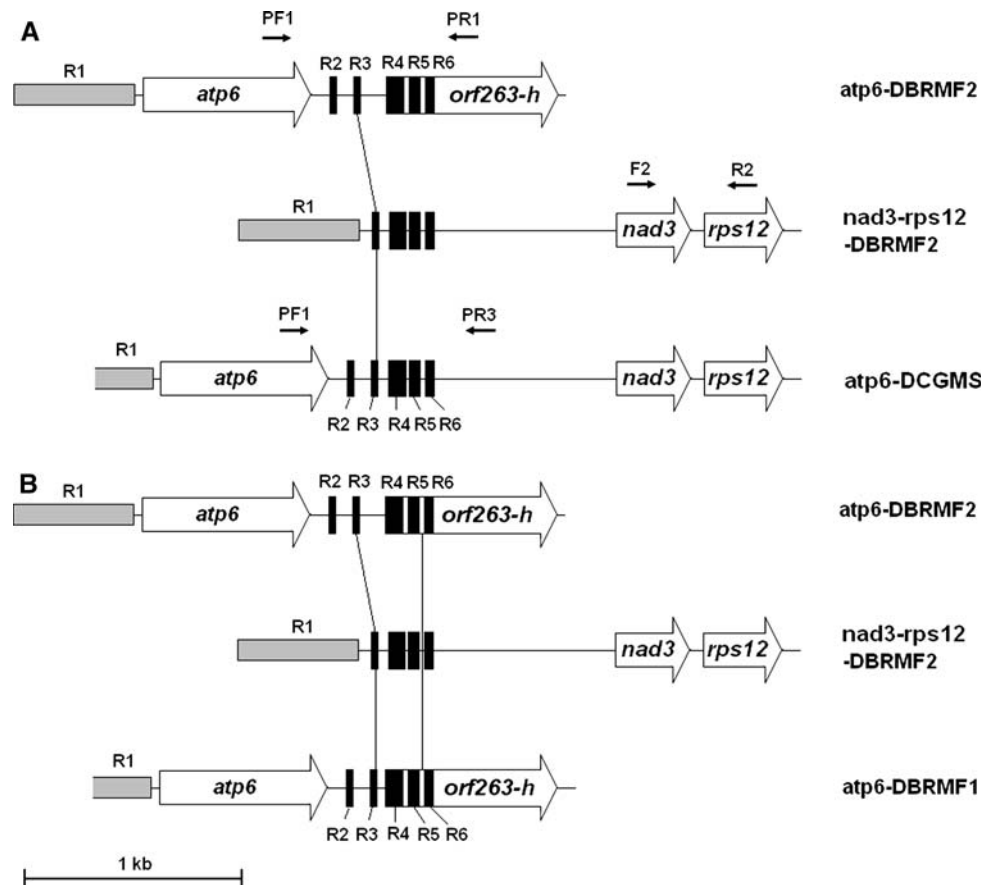 A
PF1
PR1
R1
R2 R3 R4 R5 R6
atp6
orf263-h
atp6-DBRMF2
F2
R2
R1
nad3
rps12
nad3-rps12
-DBRMF2
PF1
PR3
R1
atp6
nad3
rps12
atp6-DCGMS
R2 R3 R4 R5 R6
B
R1
R2 R3 R4 R5 R6
atp6
orf263-h
atp6-DBRMF2
R1
nad3
rps12
nad3-rps12
-DBRMF2
R1
atp6
orf263-h
atp6-DBRMF1
R2 R3 R4 R5 R6
1 kb